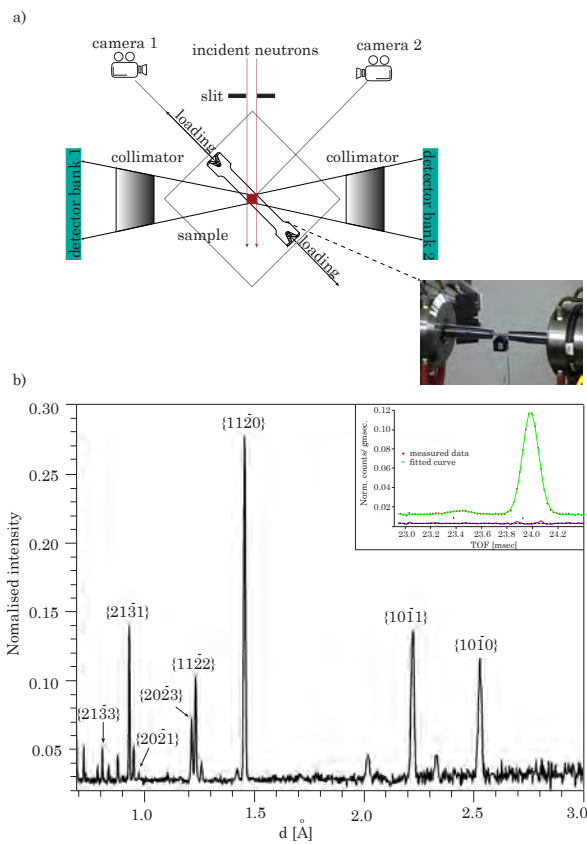 a)
camera 1
incident neutrons
camera 2
slit
loading
collimator
collimator
detector bank 1
detector bank 2
sample
loading
b)
0.30
0.25
0.20
0.15
0.10
0.05
Nomalised intensity
{112̄0}
{213̄1}
{112̄2}
{202̄3}
{213̄3}
{202̄1}
{101̄1}
{101̄0}
1.0
1.5
2.0
2.5
3.0
d [Å]
0.12
0.10
0.08
0.06
0.04
0.02
Norm. counts/ gmsec.
measured data
fitted curve
23.0
23.2
23.4
23.6
23.8
24.0
24.2
TOF [msec]